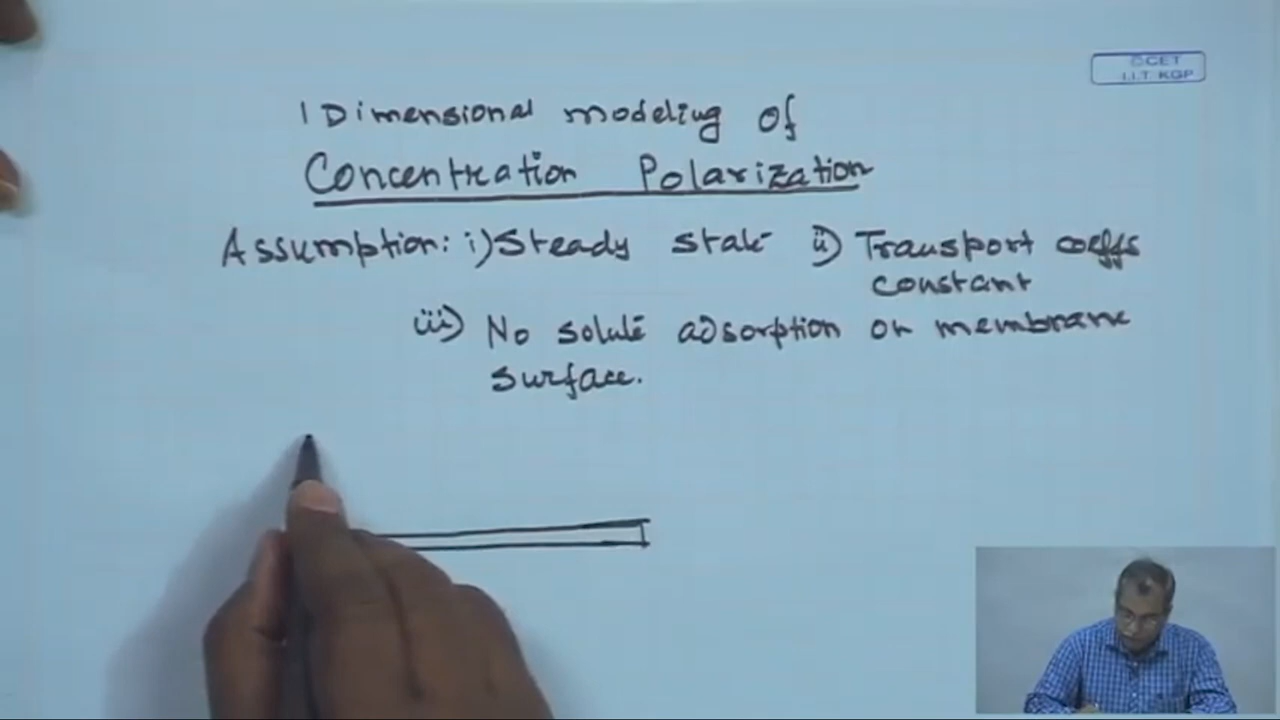 ©CET
I.I.T. KGP
1 Dimensional modeling of
Concentration Polarization
Assumption: i) Steady state ii) Transport coeffs
constant
iii) No solute adsorption on membrane
surface.